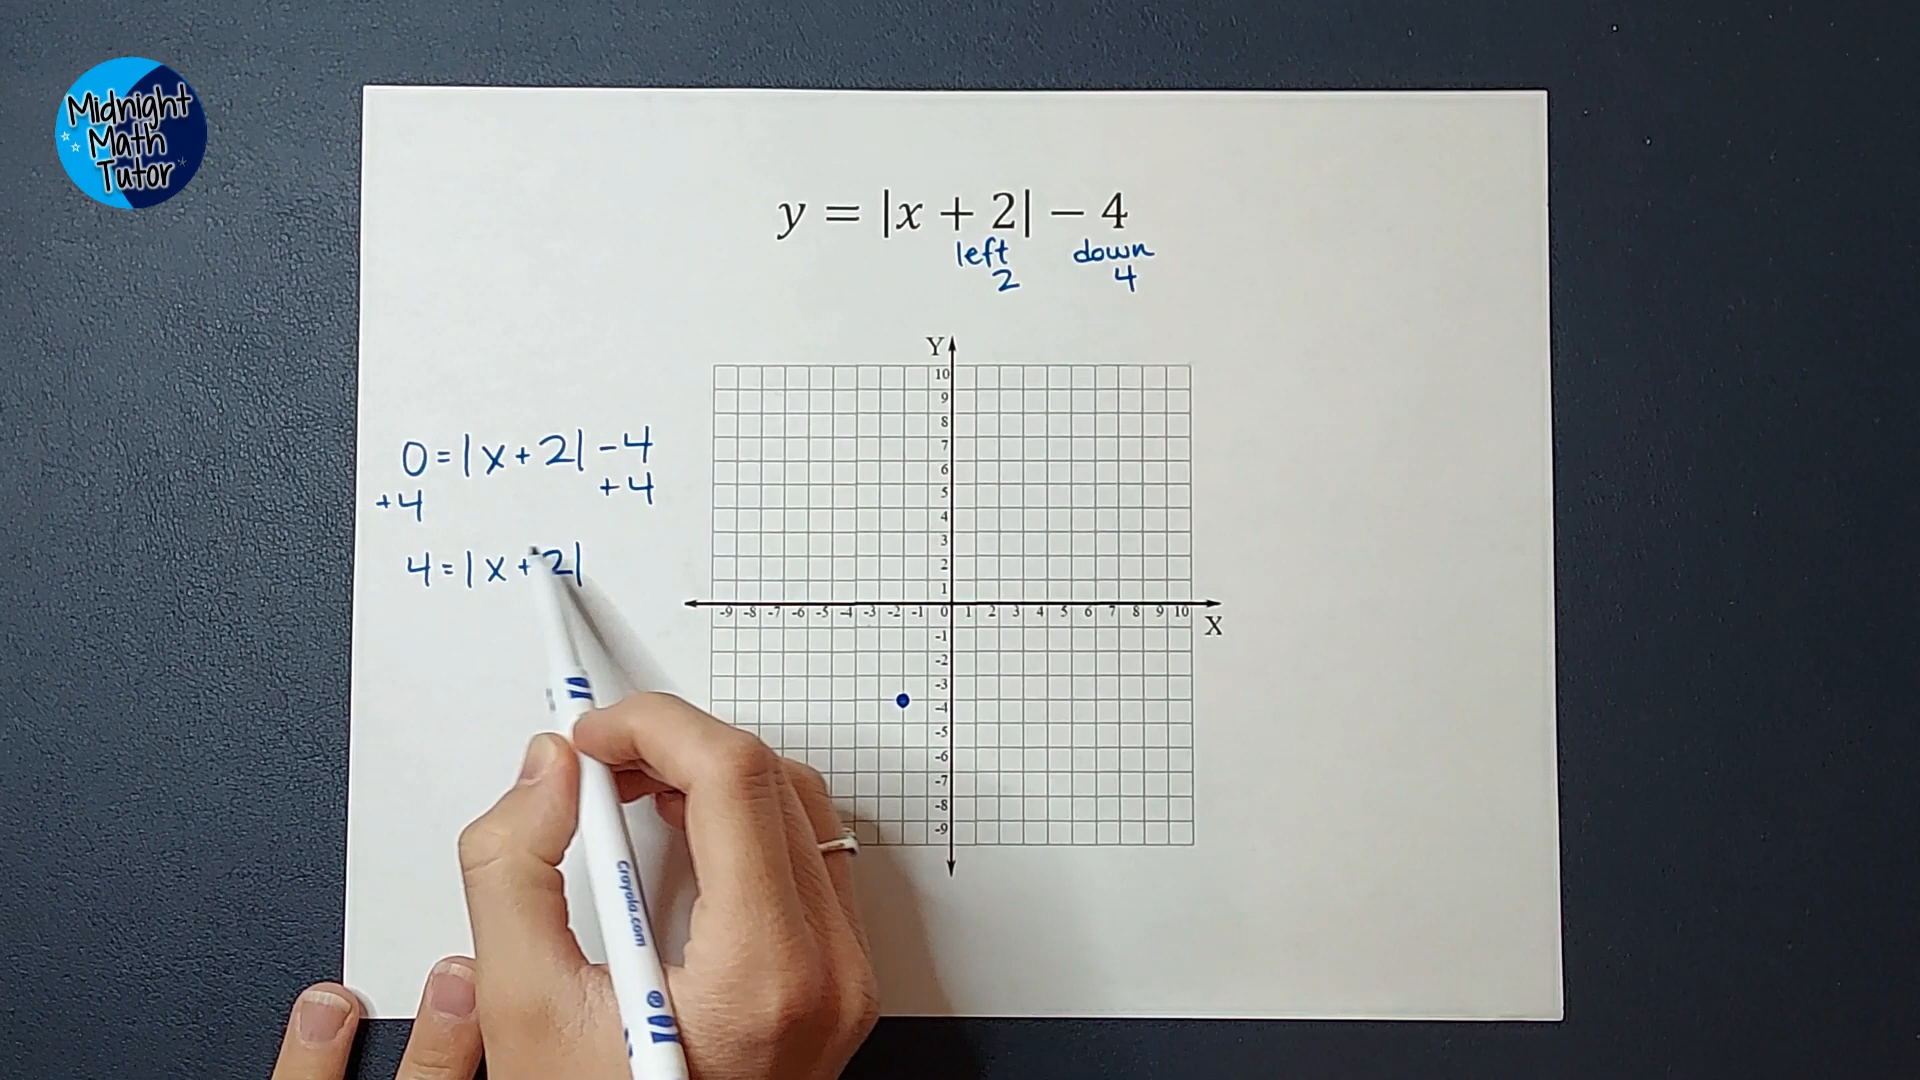 Midnight
Math
Tutor
y = |x + 2| − 4
left down
2 4
Y
10
9
8
7
6
5
4
3
2
1
-9 -8 -7 -6 -5 -4 -3 -2 -1 0 1 2 3 4 5 6 7 8 9 10
X
-1
-2
-3
-4
-5
-6
-7
-8
-9
0 = |x + 2| − 4
+4 +4
4 = |x + 2|
Crayola.com
®